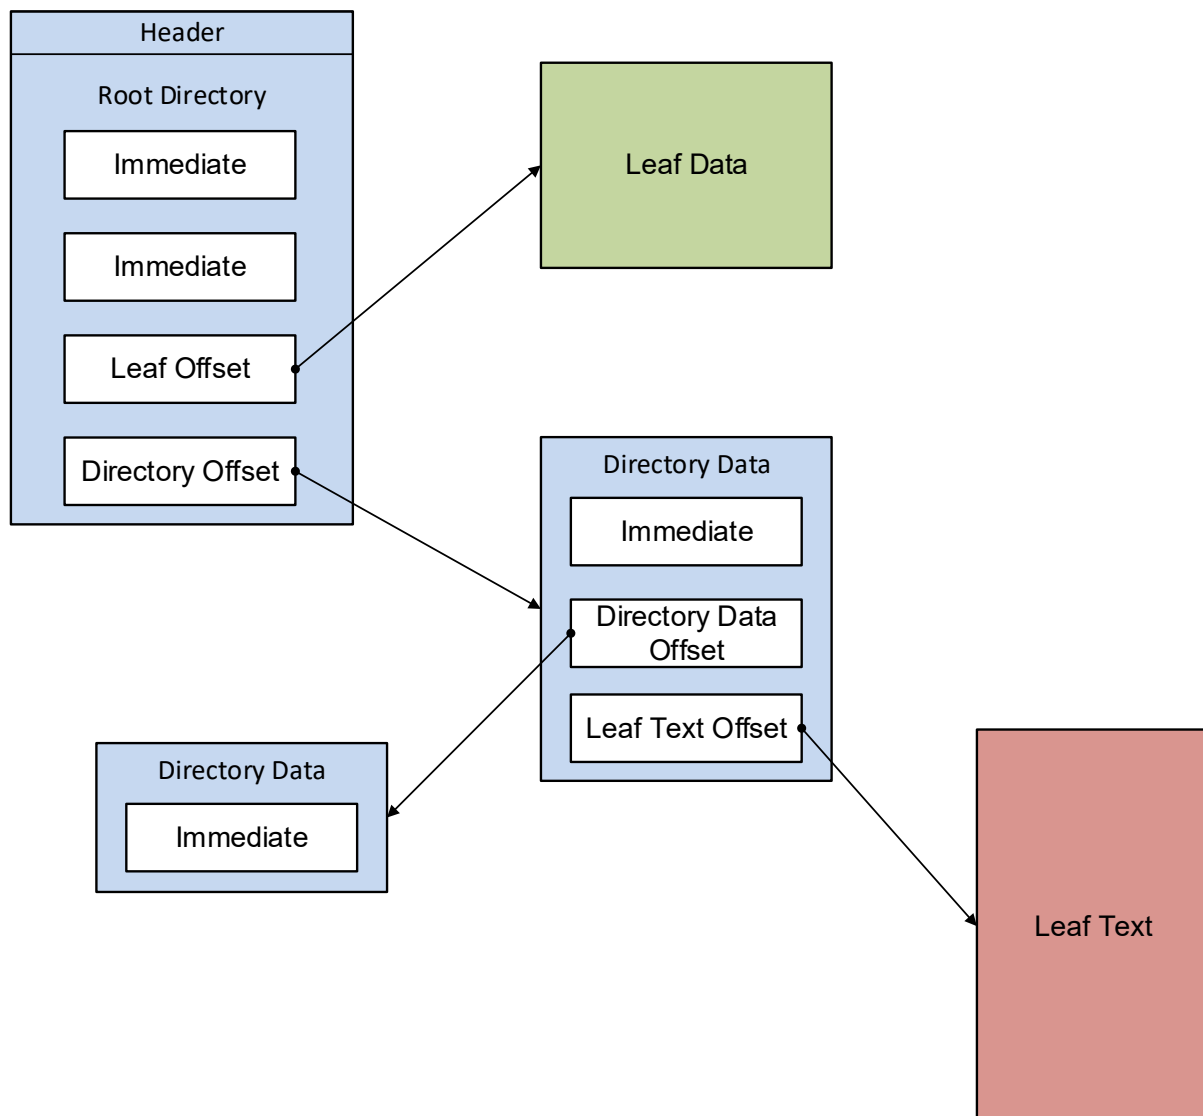 Header
Root Directory
Immediate
Immediate
Leaf Offset
Directory Offset
Leaf Data
Directory Data
Immediate
Directory Data
Offset
Leaf Text Offset
Directory Data
Immediate
Leaf Text